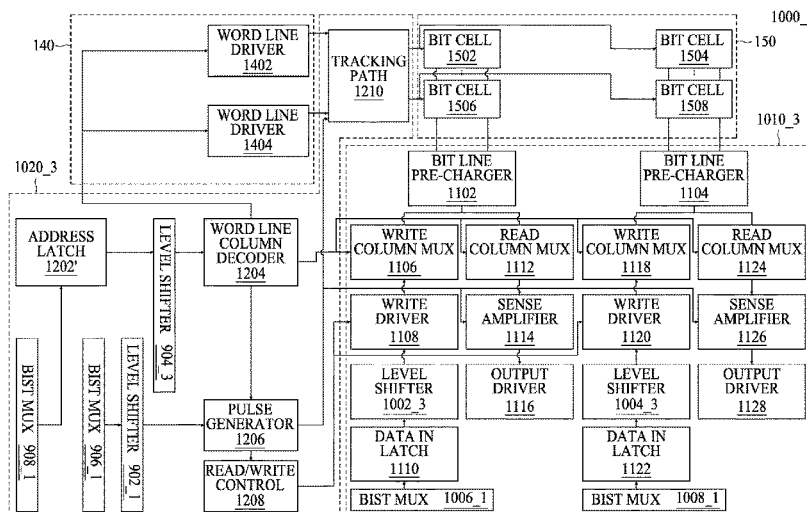 1000_
140
WORD LINE
DRIVER
1402
WORD LINE
DRIVER
1404
TRACKING
PATH
1210
BIT CELL
1502
BIT CELL
1504
150
BIT CELL
1506
BIT CELL
1508
1010_3
1020_3
BIT LINE
PRE-CHARGER
1102
BIT LINE
PRE-CHARGER
1104
ADDRESS
LATCH
1202'
LEVEL SHIFTER 904_3
WORD LINE
COLUMN
DECODER
1204
WRITE
COLUMN MUX
1106
READ
COLUMN MUX
1112
WRITE
COLUMN MUX
1118
READ
COLUMN MUX
1124
WRITE
DRIVER
1108
SENSE
AMPLIFIER
1114
WRITE
DRIVER
1120
SENSE
AMPLIFIER
1126
LEVEL
SHIFTER
1002_3
OUTPUT
DRIVER
1116
LEVEL
SHIFTER
1004_3
OUTPUT
DRIVER
1128
BIST MUX 908_1
BIST MUX 906_1
LEVEL SHIFTER 902_1
PULSE
GENERATOR
1206
READ/WRITE
CONTROL
1208
DATA IN
LATCH
1110
DATA IN
LATCH
1122
BIST MUX 1006_1
BIST MUX 1008_1